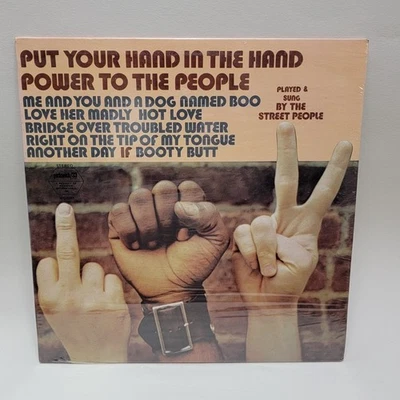 PUT YOUR HAND IN THE HAND
POWER TO THE PEOPLE
ME AND YOU AND A DOG NAMED BOO
LOVE HER MADLY HOT LOVE
BRIDGE OVER TROUBLED WATER
RIGHT ON THE TIP OF MY TONGUE
ANOTHER DAY IF BOOTY BUTT
PLAYED &
SUNG
BY THE
STREET PEOPLE